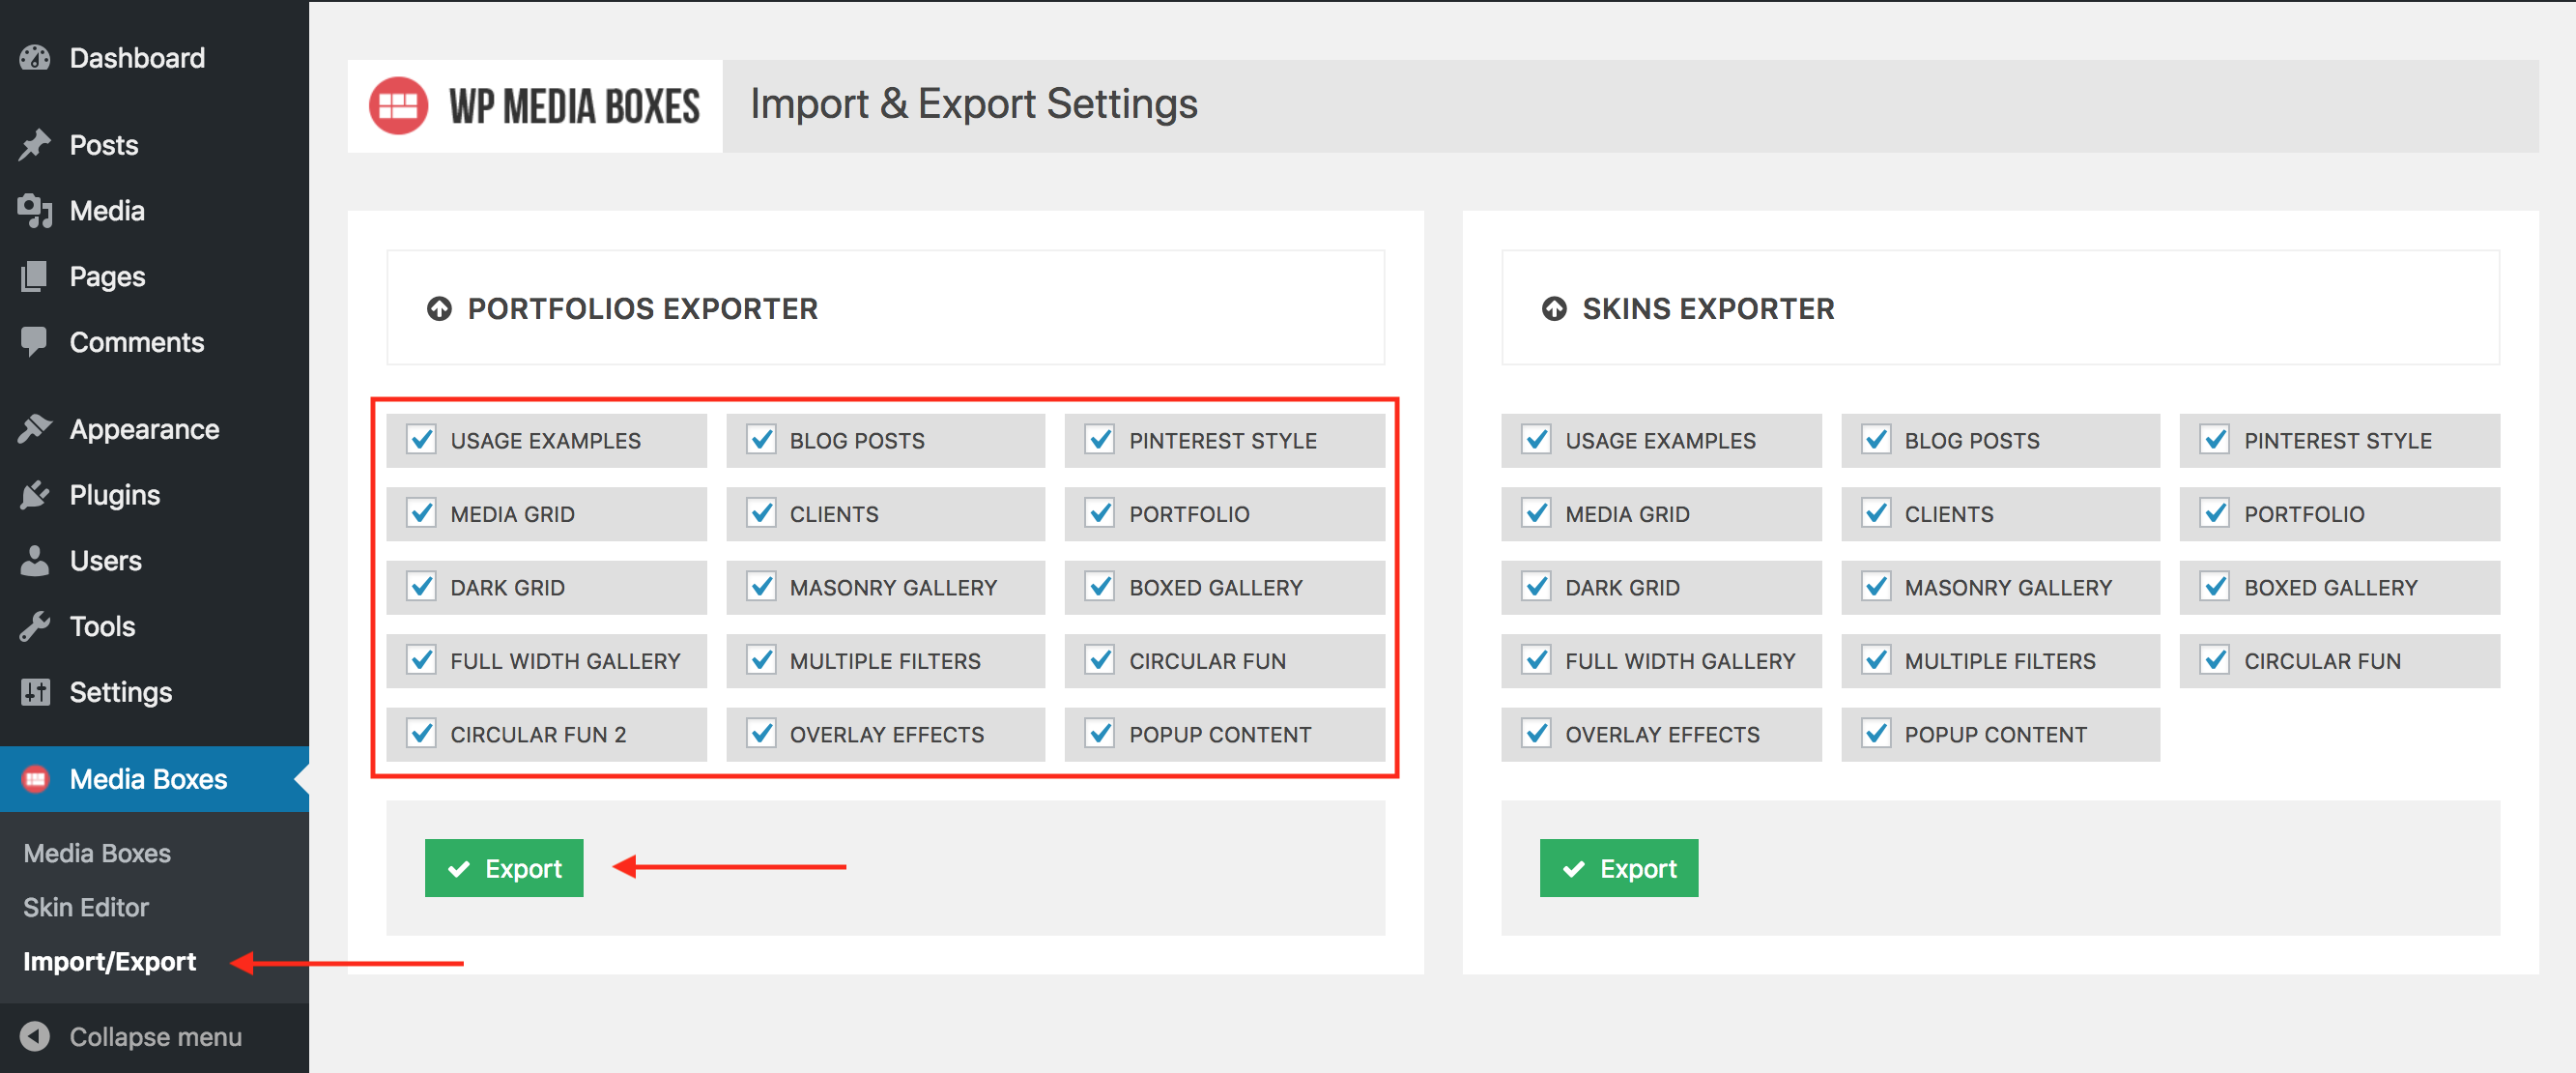 Dashboard
Posts
Media
Pages
Comments
Appearance
Plugins
Users
Tools
Settings
Media Boxes
Media Boxes
Skin Editor
Import/Export
Collapse menu
WP MEDIA BOXES
Import & Export Settings
PORTFOLIOS EXPORTER
USAGE EXAMPLES
BLOG POSTS
PINTEREST STYLE
MEDIA GRID
CLIENTS
PORTFOLIO
DARK GRID
MASONRY GALLERY
BOXED GALLERY
FULL WIDTH GALLERY
MULTIPLE FILTERS
CIRCULAR FUN
CIRCULAR FUN 2
OVERLAY EFFECTS
POPUP CONTENT
Export
SKINS EXPORTER
USAGE EXAMPLES
BLOG POSTS
PINTEREST STYLE
MEDIA GRID
CLIENTS
PORTFOLIO
DARK GRID
MASONRY GALLERY
BOXED GALLERY
FULL WIDTH GALLERY
MULTIPLE FILTERS
CIRCULAR FUN
OVERLAY EFFECTS
POPUP CONTENT
Export